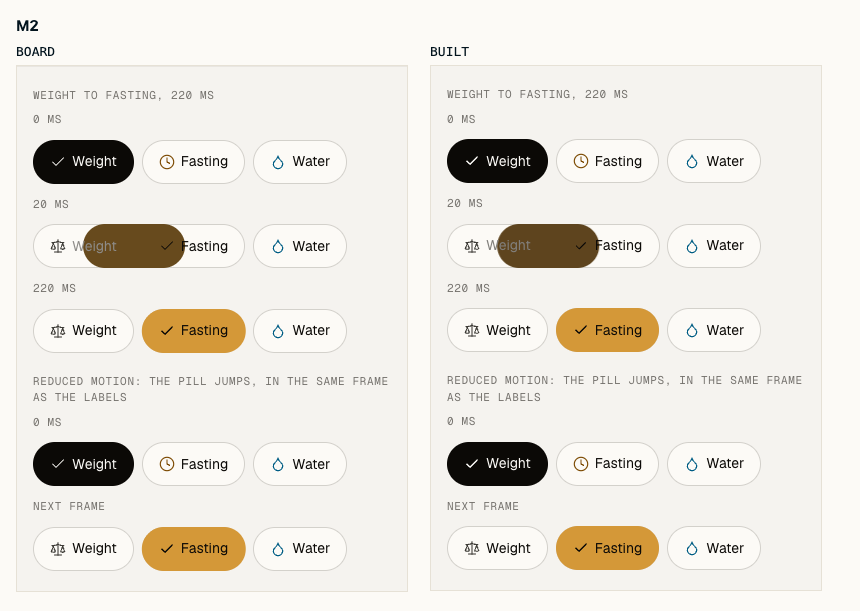 M2
BOARD
WEIGHT TO FASTING, 220 MS
0 MS
Weight Fasting Water
20 MS
Weight Fasting Water
220 MS
Weight Fasting Water
REDUCED MOTION: THE PILL JUMPS, IN THE SAME FRAME
AS THE LABELS
0 MS
Weight Fasting Water
NEXT FRAME
Weight Fasting Water
BUILT
WEIGHT TO FASTING, 220 MS
0 MS
Weight Fasting Water
20 MS
Weight Fasting Water
220 MS
Weight Fasting Water
REDUCED MOTION: THE PILL JUMPS, IN THE SAME FRAME
AS THE LABELS
0 MS
Weight Fasting Water
NEXT FRAME
Weight Fasting Water